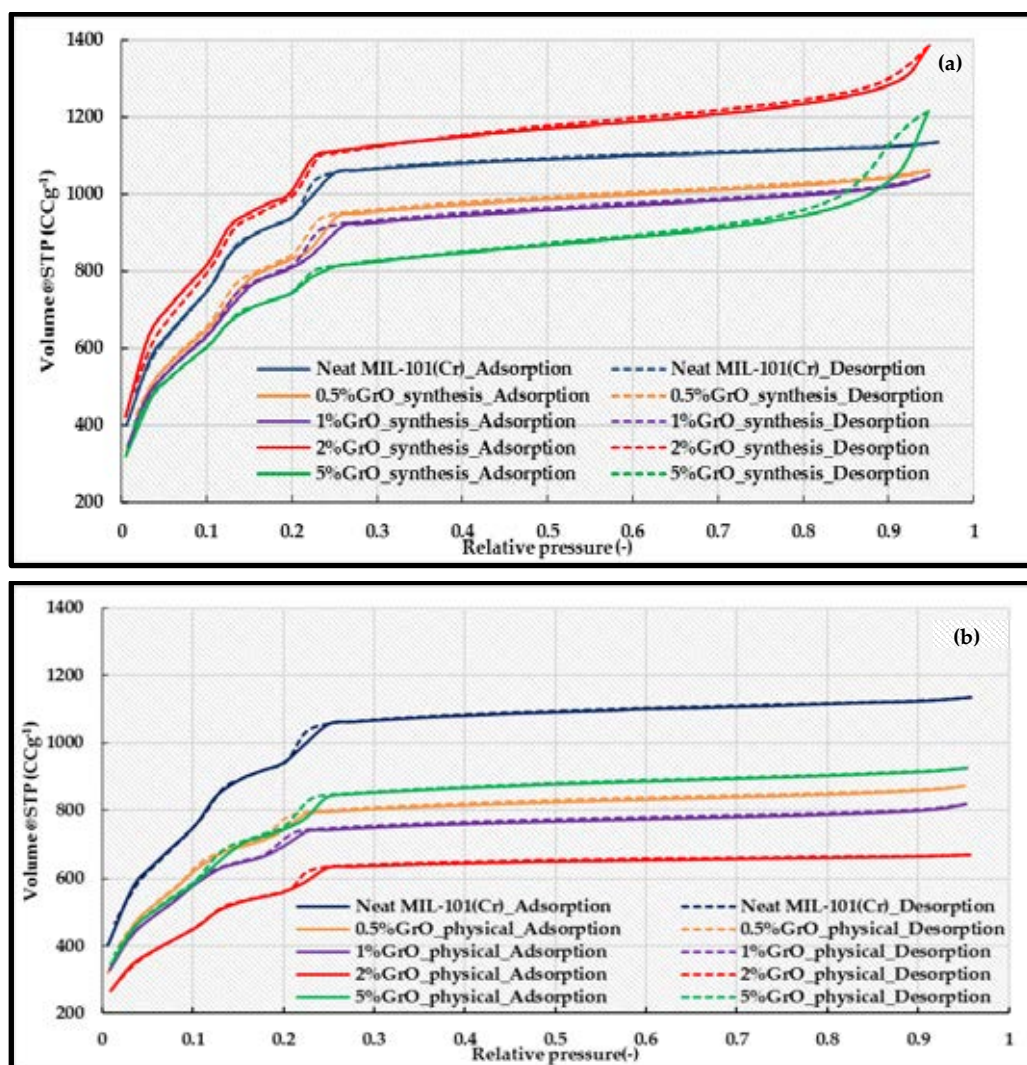 (a)
1400
1200
1000
800
600
400
200
Volume @STP (CCg-1)
Neat MIL-101(Cr)_Adsorption Neat MIL-101(Cr)_Desorption
0.5%GrO_synthesis_Adsorption 0.5%GrO_synthesis_Desorption
1%GrO_synthesis_Adsorption 1%GrO_synthesis_Desorption
2%GrO_synthesis_Adsorption 2%GrO_synthesis_Desorption
5%GrO_synthesis_Adsorption 5%GrO_synthesis_Desorption
0 0.1 0.2 0.3 0.4 0.5 0.6 0.7 0.8 0.9 1
Relative pressure(-)
(b)
1400
1200
1000
800
600
400
200
Volume @STP (CCg-1)
Neat MIL-101(Cr)_Adsorption Neat MIL-101(Cr)_Desorption
0.5%GrO_physical_Adsorption 0.5%GrO_physical_Desorption
1%GrO_physical_Adsorption 1%GrO_physical_Desorption
2%GrO_physical_Adsorption 2%GrO_physical_Desorption
5%GrO_physical_Adsorption 5%GrO_physical_Desorption
0 0.1 0.2 0.3 0.4 0.5 0.6 0.7 0.8 0.9 1
Relative pressure(-)